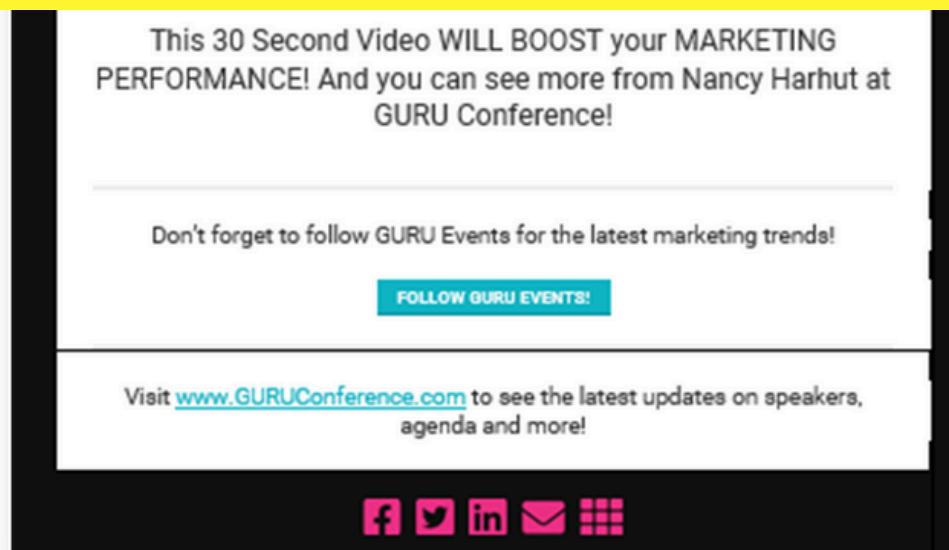 This 30 Second Video WILL BOOST your MARKETING
PERFORMANCE! And you can see more from Nancy Harhut at
GURU Conference!
Don't forget to follow GURU Events for the latest marketing trends!
FOLLOW GURU EVENTS!
Visit www.GURUConference.com to see the latest updates on speakers,
agenda and more!